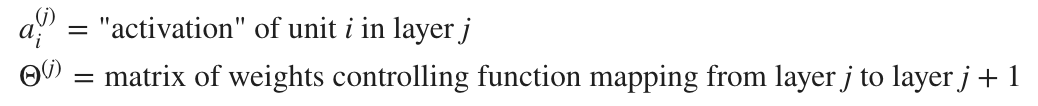 a_i^{(j)} = "activation" of unit i in layer j
Θ^{(j)} = matrix of weights controlling function mapping from layer j to layer j + 1